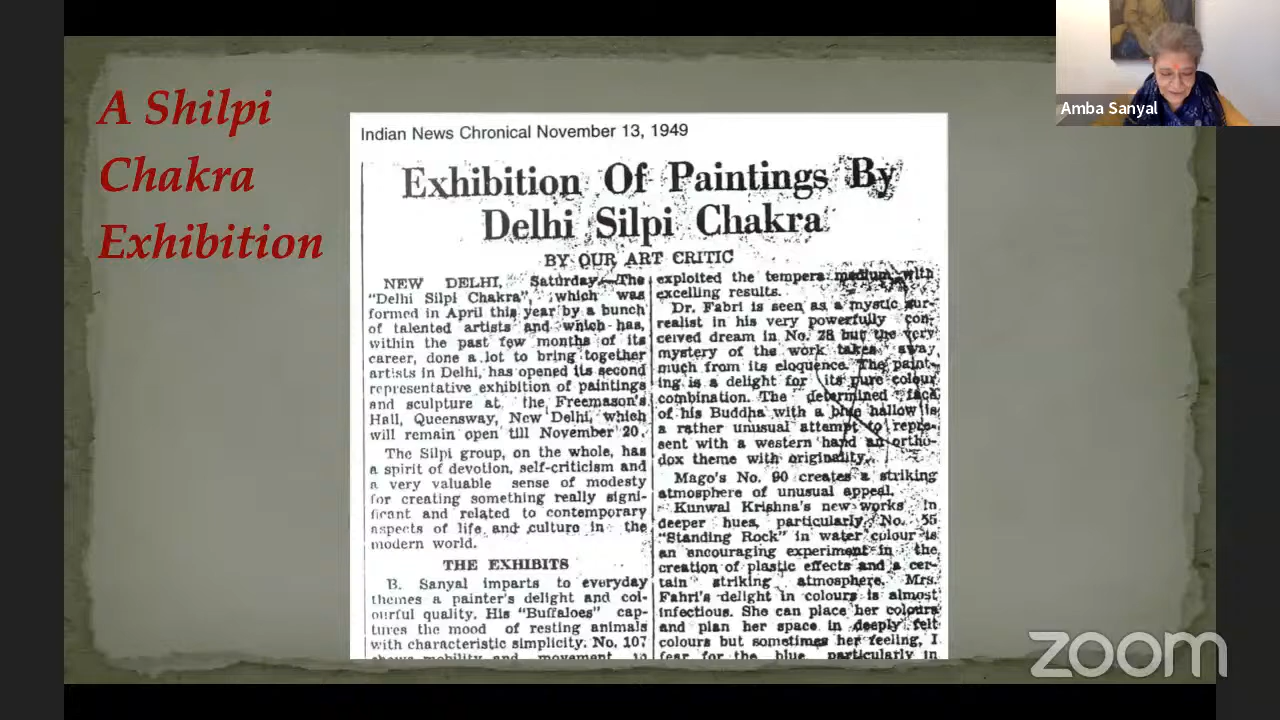 A Shilpi
Chakra
Exhibition
Amba Sanyal
Indian News Chronical November 13, 1949
Exhibition Of Paintings By
Delhi Silpi Chakra
BY OUR ART CRITIC
NEW DELHI, Saturday—The
"Delhi Silpi Chakra", which was
formed in April this year by a bunch
of talented artists and which has,
within the past few months of its
career, done a lot to bring together
artists in Delhi, has opened its second
representative exhibition of paintings
and sculpture at the Freemason's
Hall, Queensway, New Delhi, which
will remain open till November 20.
The Silpi group, on the whole, has
a spirit of devotion, self-criticism and
a very valuable sense of modesty
for creating something really signi-
ficant and related to contemporary
aspects of life and culture in the
modern world.
THE EXHIBITS
B. Sanyal imparts to everyday
themes a painter's delight and col-
ourful quality. His "Buffaloes" cap-
tures the mood of resting animals
with characteristic simplicity. No. 107
shows mobility and movement in
exploited the tempera medium with
excelling results.
Dr. Fabri is seen as a mystic sur-
realist in his very powerfully con-
ceived dream in No. 28 but the very
mystery of the work takes away
much from its eloquence. The paint-
ing is a delight for its pure colour
combination. The determined face
of his Buddha with a blue hallow is
a rather unusual attempt to repre-
sent with a western hand an ortho-
dox theme with originality.
Mago's No. 90 creates a striking
atmosphere of unusual appeal.
Kunwal Krishna's new works in
deeper hues, particularly No. 55
"Standing Rock" in water colour is
an encouraging experiment in the
creation of plastic effects and a cer-
tain striking atmosphere. Mrs.
Fahri's delight in colours is almost
infectious. She can place her colours
and plan her space in deeply felt
colours but sometimes her feeling, I
fear for the blue particularly in
zoom